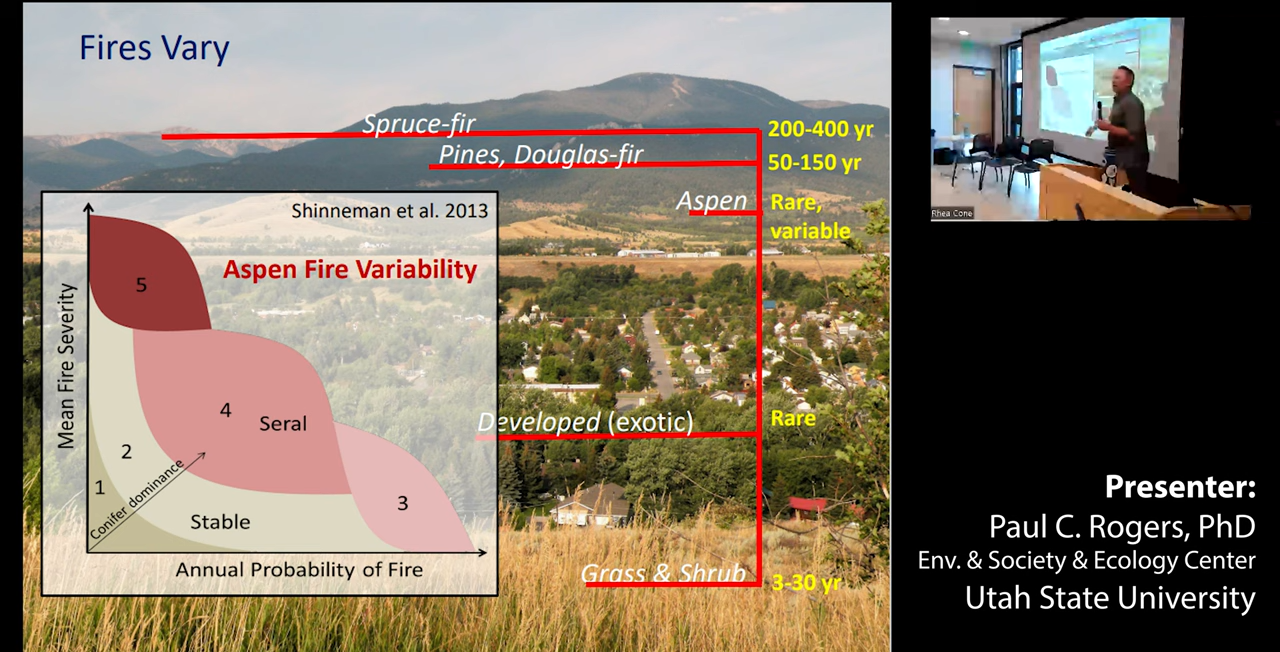 Fires Vary
Spruce-fir
200-400 yr
Pines, Douglas-fir
50-150 yr
Aspen
Rare,
variable
Developed (exotic)
Rare
Grass & Shrub
3-30 yr
Shinneman et al. 2013
Aspen Fire Variability
Mean Fire Severity
5
4
Seral
2
1
Conifer dominance
3
Stable
Annual Probability of Fire
Rhea Cone
Presenter:
Paul C. Rogers, PhD
Env. & Society & Ecology Center
Utah State University